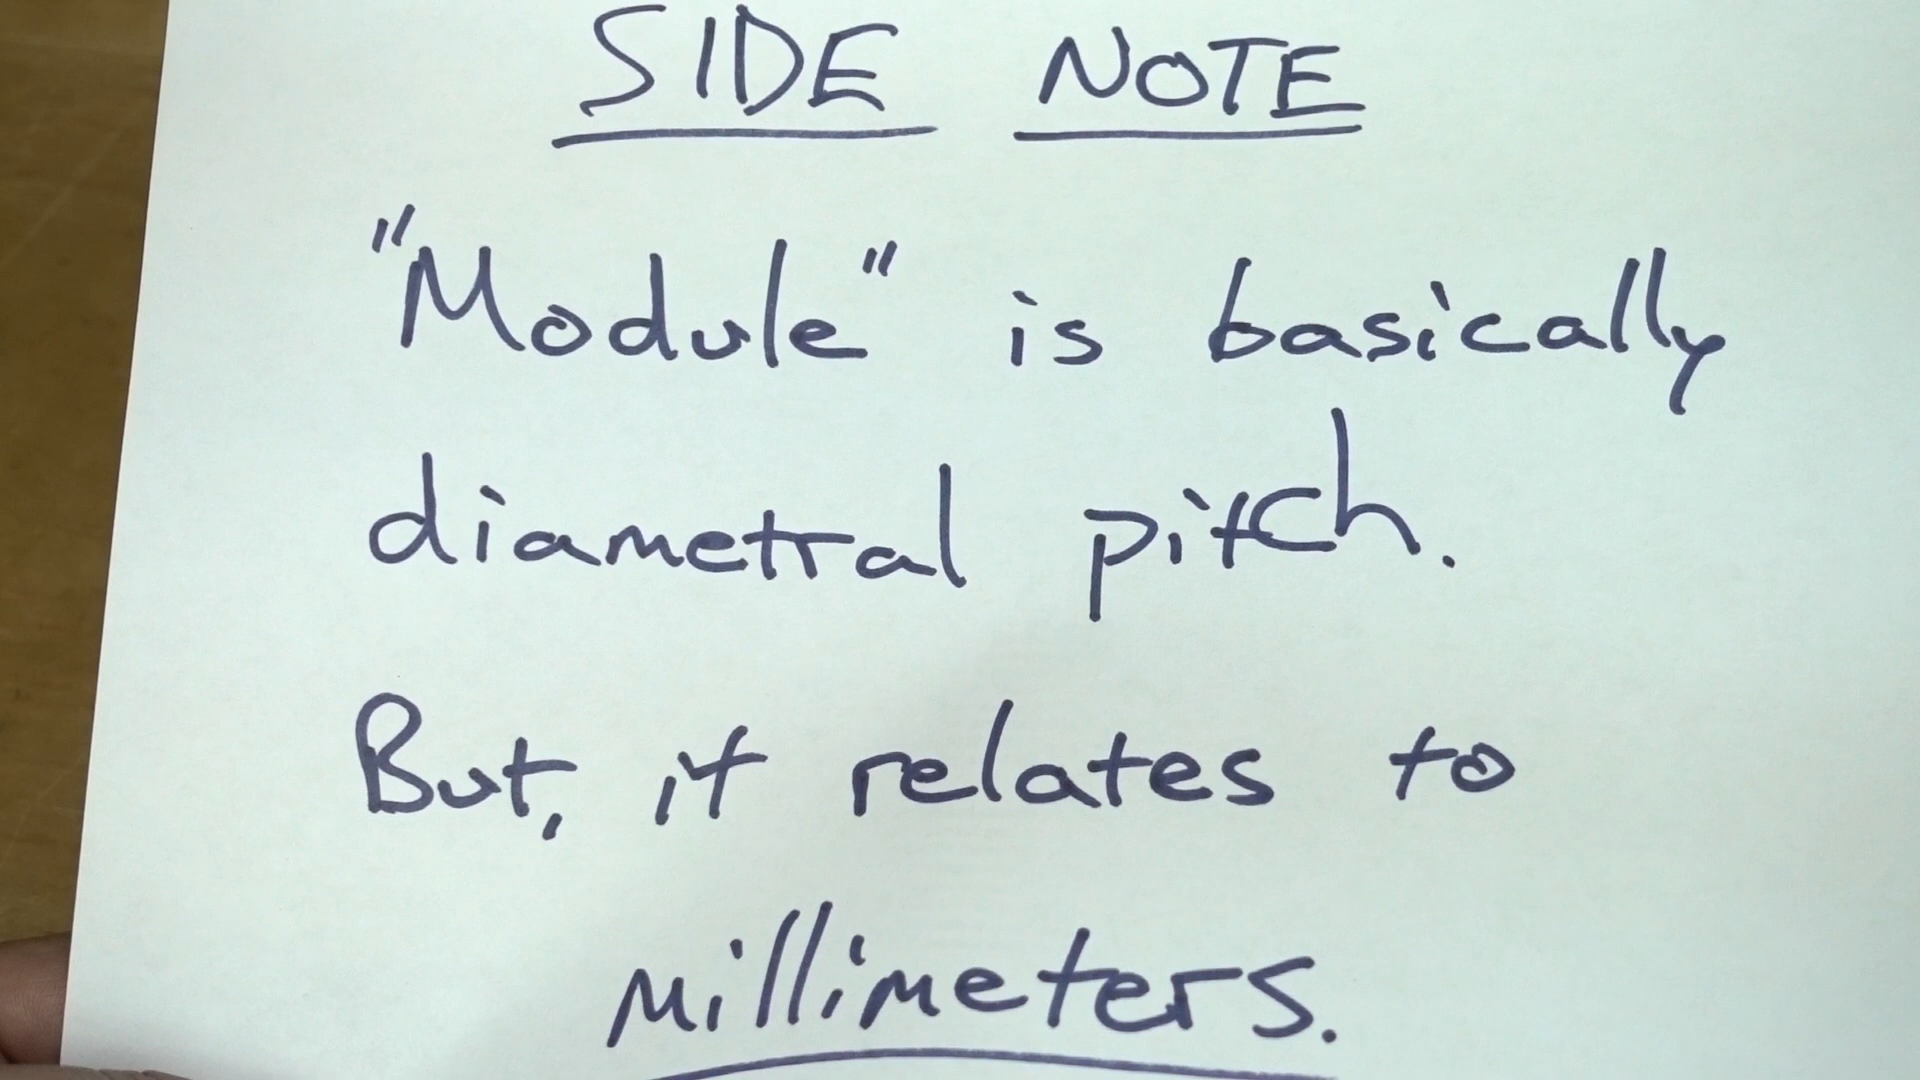 SIDE NOTE
"Module" is basically
diametral pitch.
But, it relates to
millimeters.